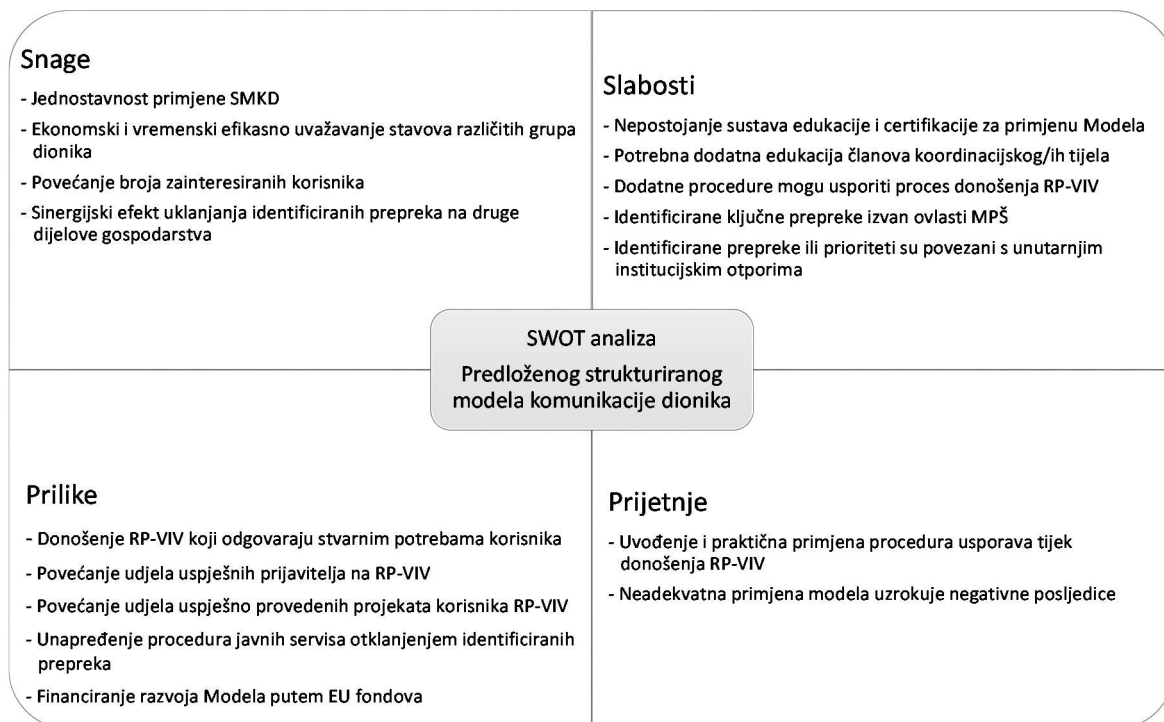 Snage
- Jednostavnost primjene SMKD
- Ekonomski i vremenski efikasno uvažavanje stavova različitih grupa
dionika
- Povećanje broja zainteresiranih korisnika
- Sinergijski efekt uklanjanja identificiranih prepreka na druge
dijelove gospodarstva
Slabosti
- Nepostojanje sustava edukacije i certifikacije za primjenu Modela
- Potrebna dodatna edukacija članova koordinacijskog/ih tijela
- Dodatne procedure mogu usporiti proces donošenja RP-VIV
- Identificirane ključne prepreke izvan ovlasti MPŠ
- Identificirane prepreke ili prioriteti su povezani s unutarnjim
institucijskim otporima
SWOT analiza
Predloženog strukturiranog
modela komunikacije dionika
Prilike
- Donošenje RP-VIV koji odgovaraju stvarnim potrebama korisnika
- Povećanje udjela uspješnih prijavitelja na RP-VIV
- Povećanje udjela uspješno provedenih projekata korisnika RP-VIV
- Unapređenje procedura javnih servisa otklanjenjem identificiranih
prepreka
- Financiranje razvoja Modela putem EU fondova
Prijetnje
- Uvođenje i praktična primjena procedura usporava tijek
donošenja RP-VIV
- Neadekvatna primjena modela uzrokuje negativne posljedice